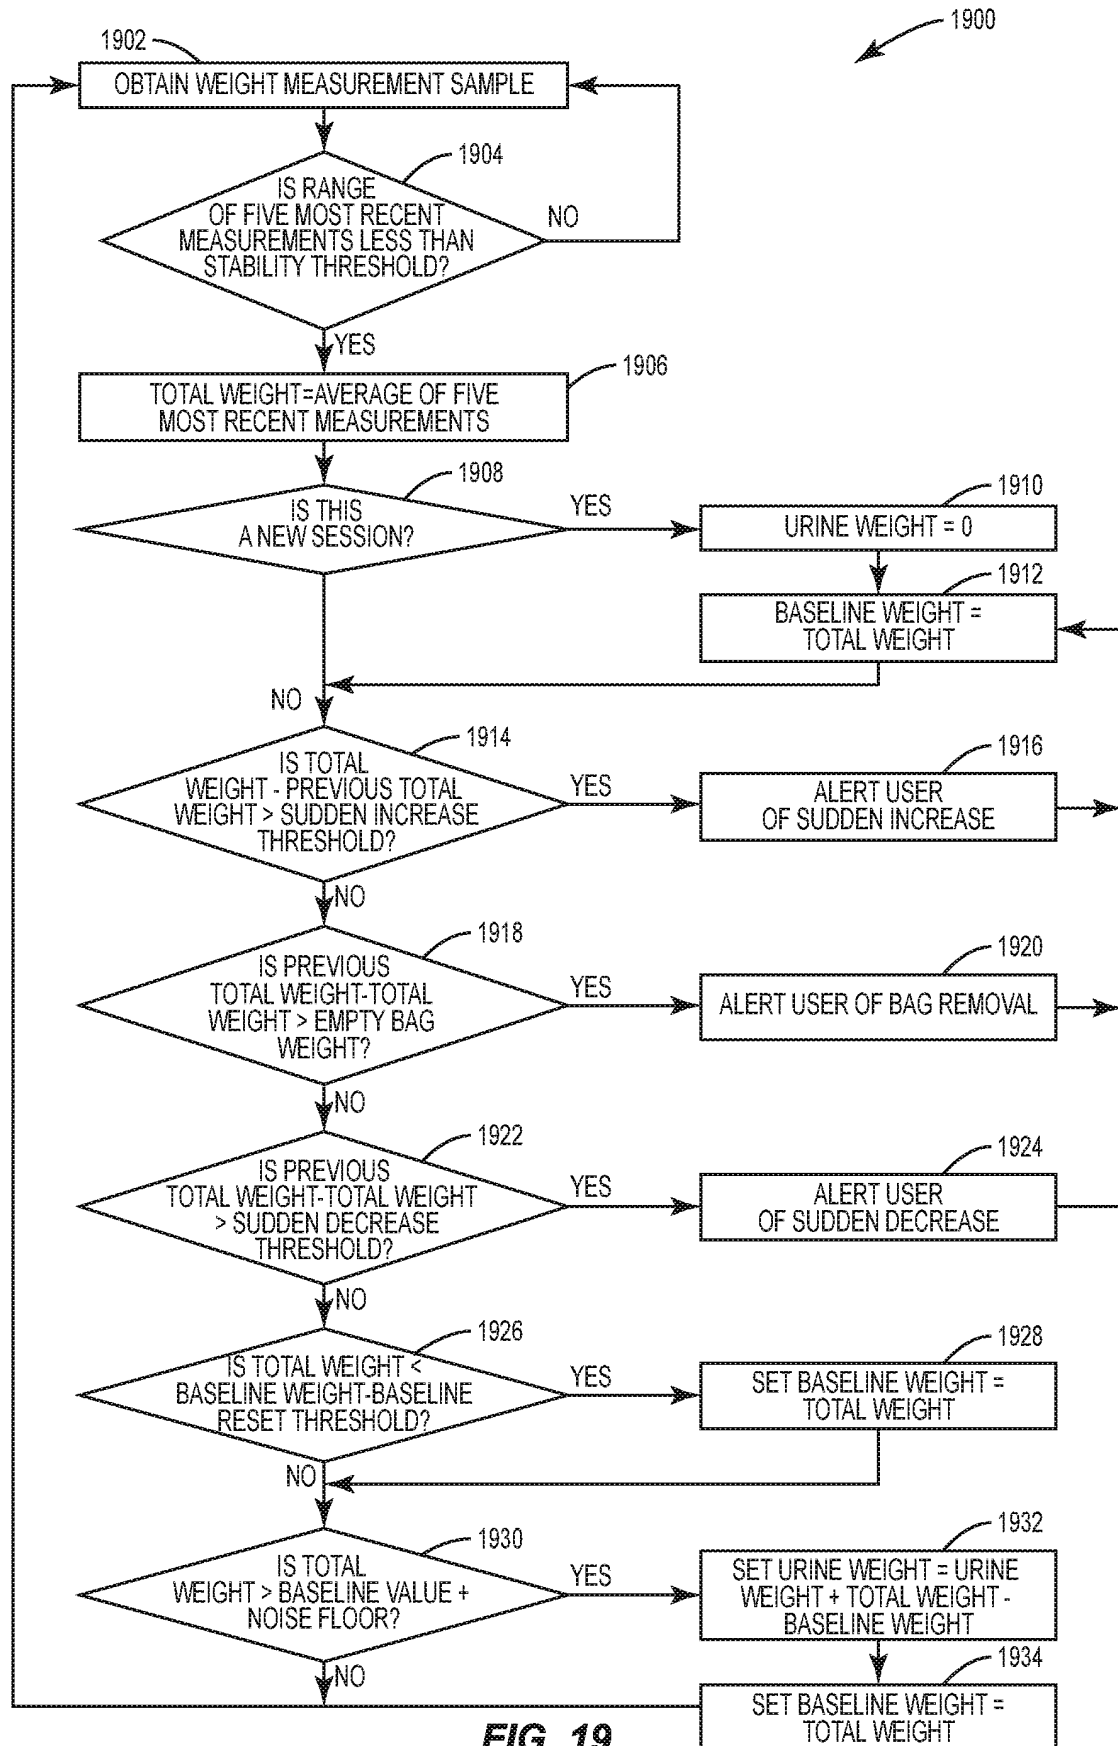 1900
1902
OBTAIN WEIGHT MEASUREMENT SAMPLE
1904
IS RANGE
OF FIVE MOST RECENT
MEASUREMENTS LESS THAN
STABILITY THRESHOLD?
NO
YES
1906
TOTAL WEIGHT=AVERAGE OF FIVE
MOST RECENT MEASUREMENTS
1908
IS THIS
A NEW SESSION?
YES
1910
URINE WEIGHT = 0
1912
BASELINE WEIGHT =
TOTAL WEIGHT
NO
1914
IS TOTAL
WEIGHT - PREVIOUS TOTAL
WEIGHT > SUDDEN INCREASE
THRESHOLD?
YES
1916
ALERT USER
OF SUDDEN INCREASE
NO
1918
IS PREVIOUS
TOTAL WEIGHT-TOTAL
WEIGHT > EMPTY BAG
WEIGHT?
YES
1920
ALERT USER OF BAG REMOVAL
NO
1922
IS PREVIOUS
TOTAL WEIGHT-TOTAL WEIGHT
> SUDDEN DECREASE
THRESHOLD?
YES
1924
ALERT USER
OF SUDDEN DECREASE
NO
1926
IS TOTAL WEIGHT <
BASELINE WEIGHT-BASELINE
RESET THRESHOLD?
YES
1928
SET BASELINE WEIGHT =
TOTAL WEIGHT
NO
1930
IS TOTAL
WEIGHT > BASELINE VALUE +
NOISE FLOOR?
YES
1932
SET URINE WEIGHT = URINE
WEIGHT + TOTAL WEIGHT -
BASELINE WEIGHT
NO
1934
SET BASELINE WEIGHT =
TOTAL WEIGHT
FIG. 19